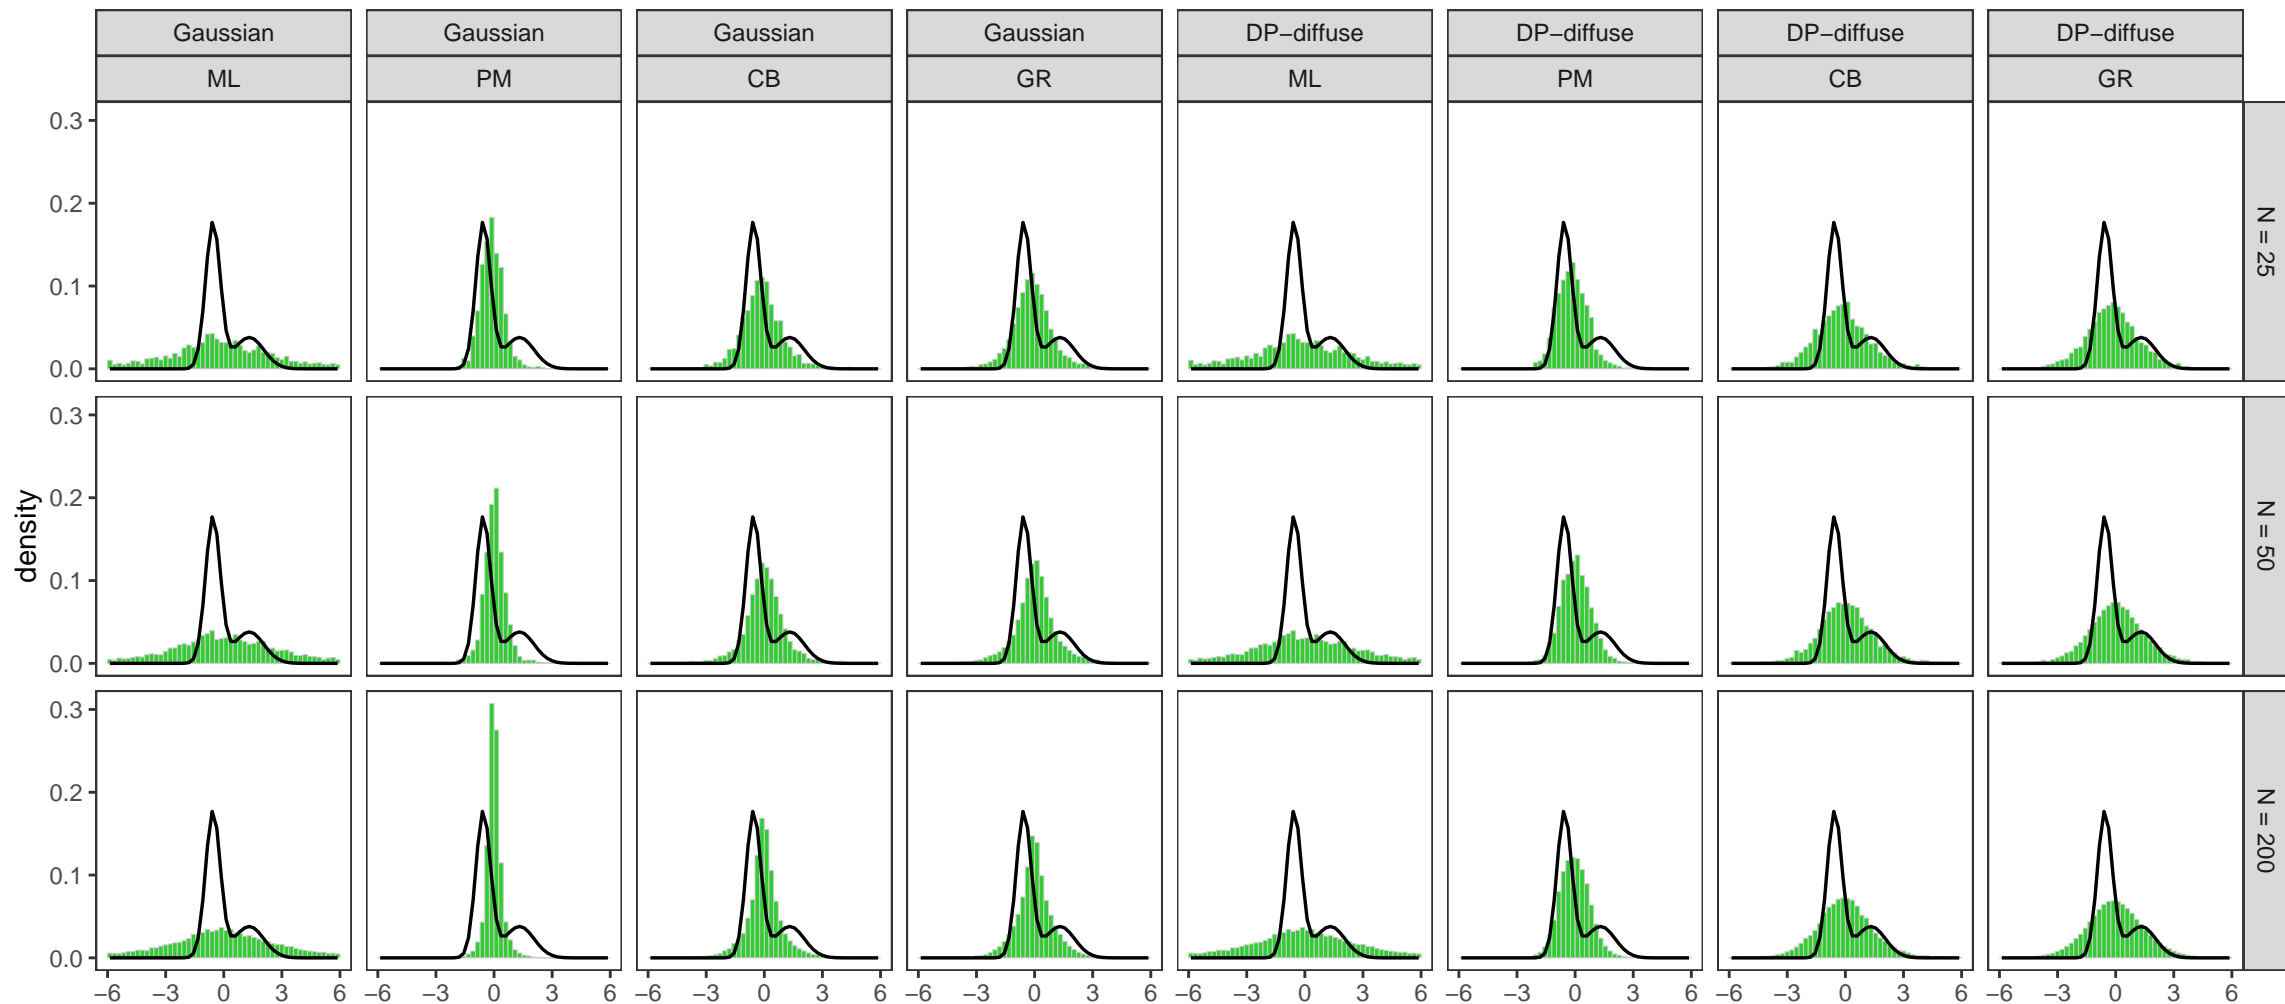 Gaussian Gaussian Gaussian Gaussian DP−diffuse DP−diffuse DP−diffuse DP−diffuse
ML PM CB GR ML PM CB GR
0.3
0.2
0.1
0.0
N = 25
0.3
0.2
0.1
0.0
N = 50
density
0.3
0.2
0.1
0.0
N = 200
−6 −3 0 3 6 −6 −3 0 3 6 −6 −3 0 3 6 −6 −3 0 3 6 −6 −3 0 3 6 −6 −3 0 3 6 −6 −3 0 3 6 −6 −3 0 3 6